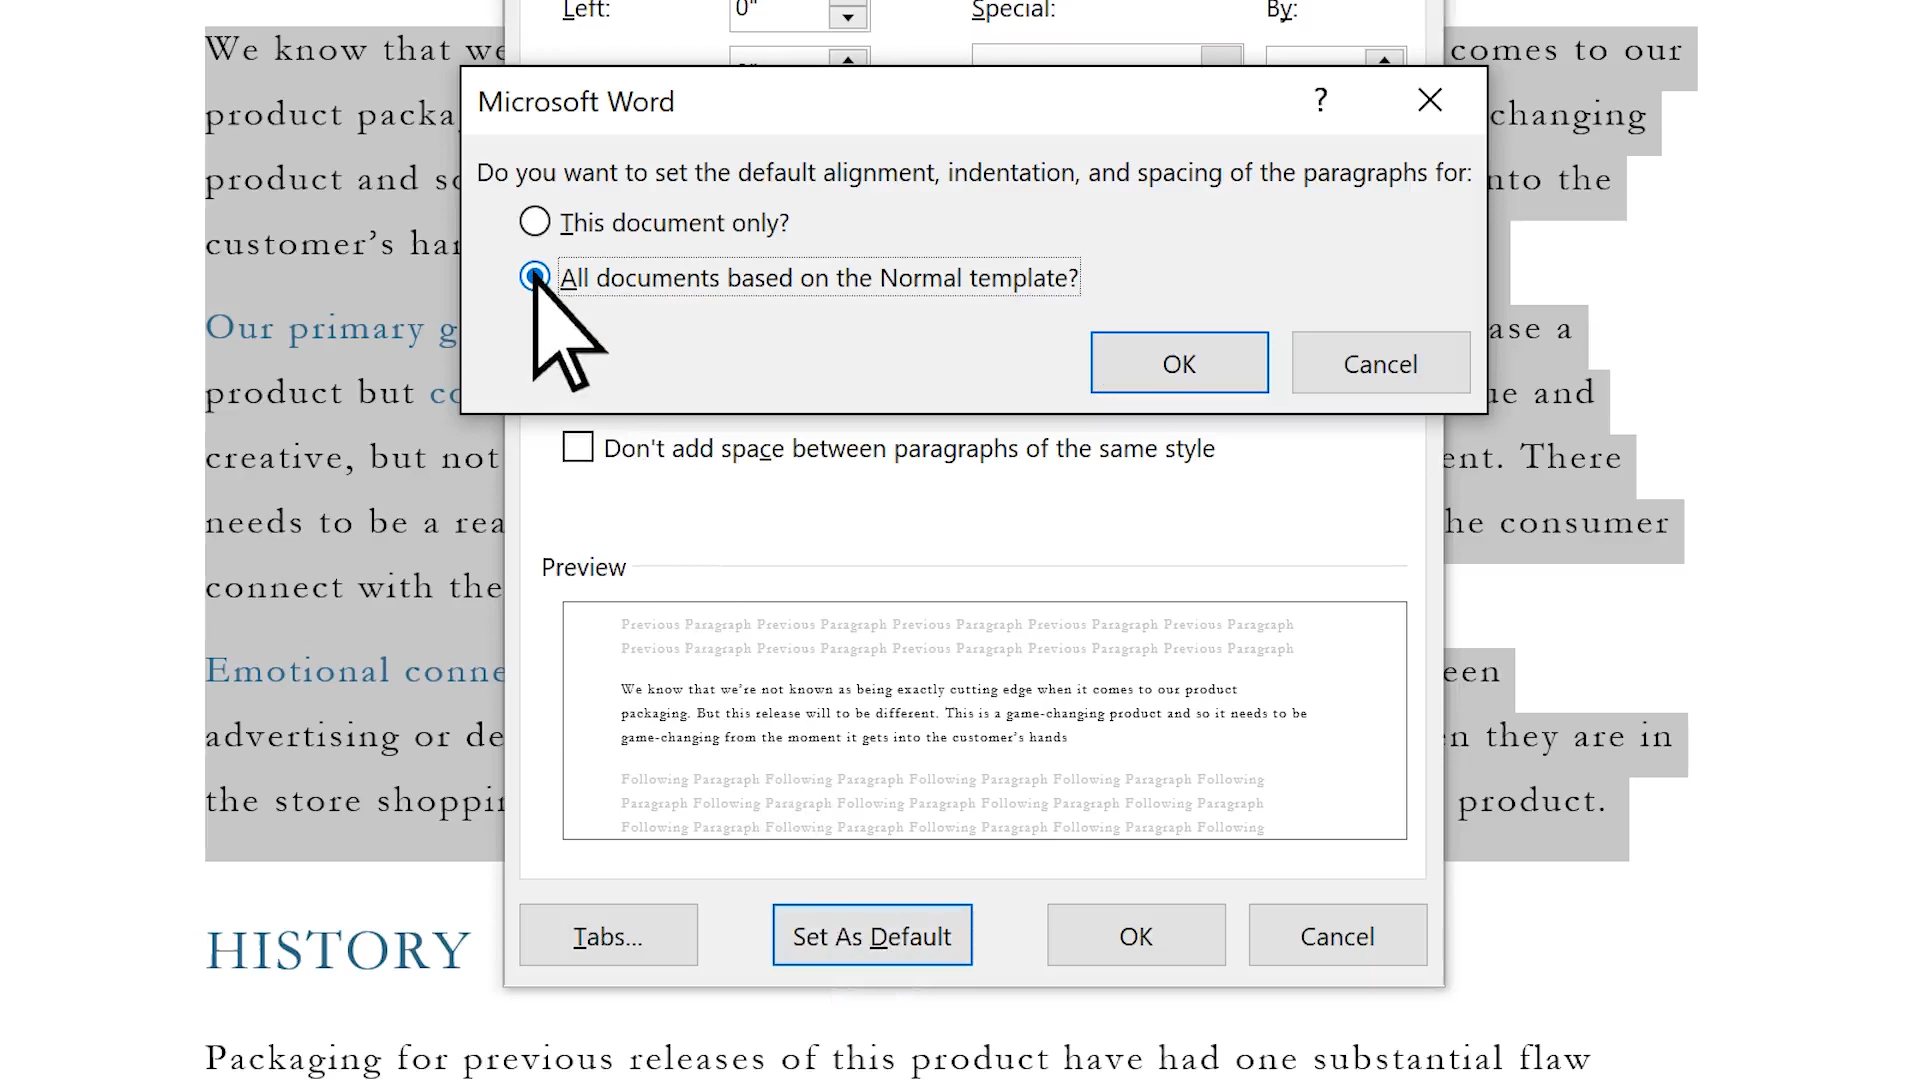 Left:
0"
Special:
By:
We know that we
comes to our
Microsoft Word
?
product packa
changing
Do you want to set the default alignment, indentation, and spacing of the paragraphs for:
product and so
nto the
This document only?
customer's han
All documents based on the Normal template?
Our primary g
ase a
OK
Cancel
product but co
ue and
Don't add space between paragraphs of the same style
creative, but not
ent. There
needs to be a rea
he consumer
Preview
connect with the
Previous Paragraph Previous Paragraph Previous Paragraph Previous Paragraph Previous Paragraph
Previous Paragraph Previous Paragraph Previous Paragraph Previous Paragraph Previous Paragraph
Emotional conne
een
We know that we're not known as being exactly cutting edge when it comes to our product
packaging. But this release will to be different. This is a game-changing product and so it needs to be
game-changing from the moment it gets into the customer's hands
advertising or de
n they are in
Following Paragraph Following Paragraph Following Paragraph Following Paragraph Following
Paragraph Following Paragraph Following Paragraph Following Paragraph Following Paragraph
Following Paragraph Following Paragraph Following Paragraph Following Paragraph Following
the store shoppin
product.
Tabs...
Set As Default
OK
Cancel
HISTORY
Packaging for previous releases of this product have had one substantial flaw